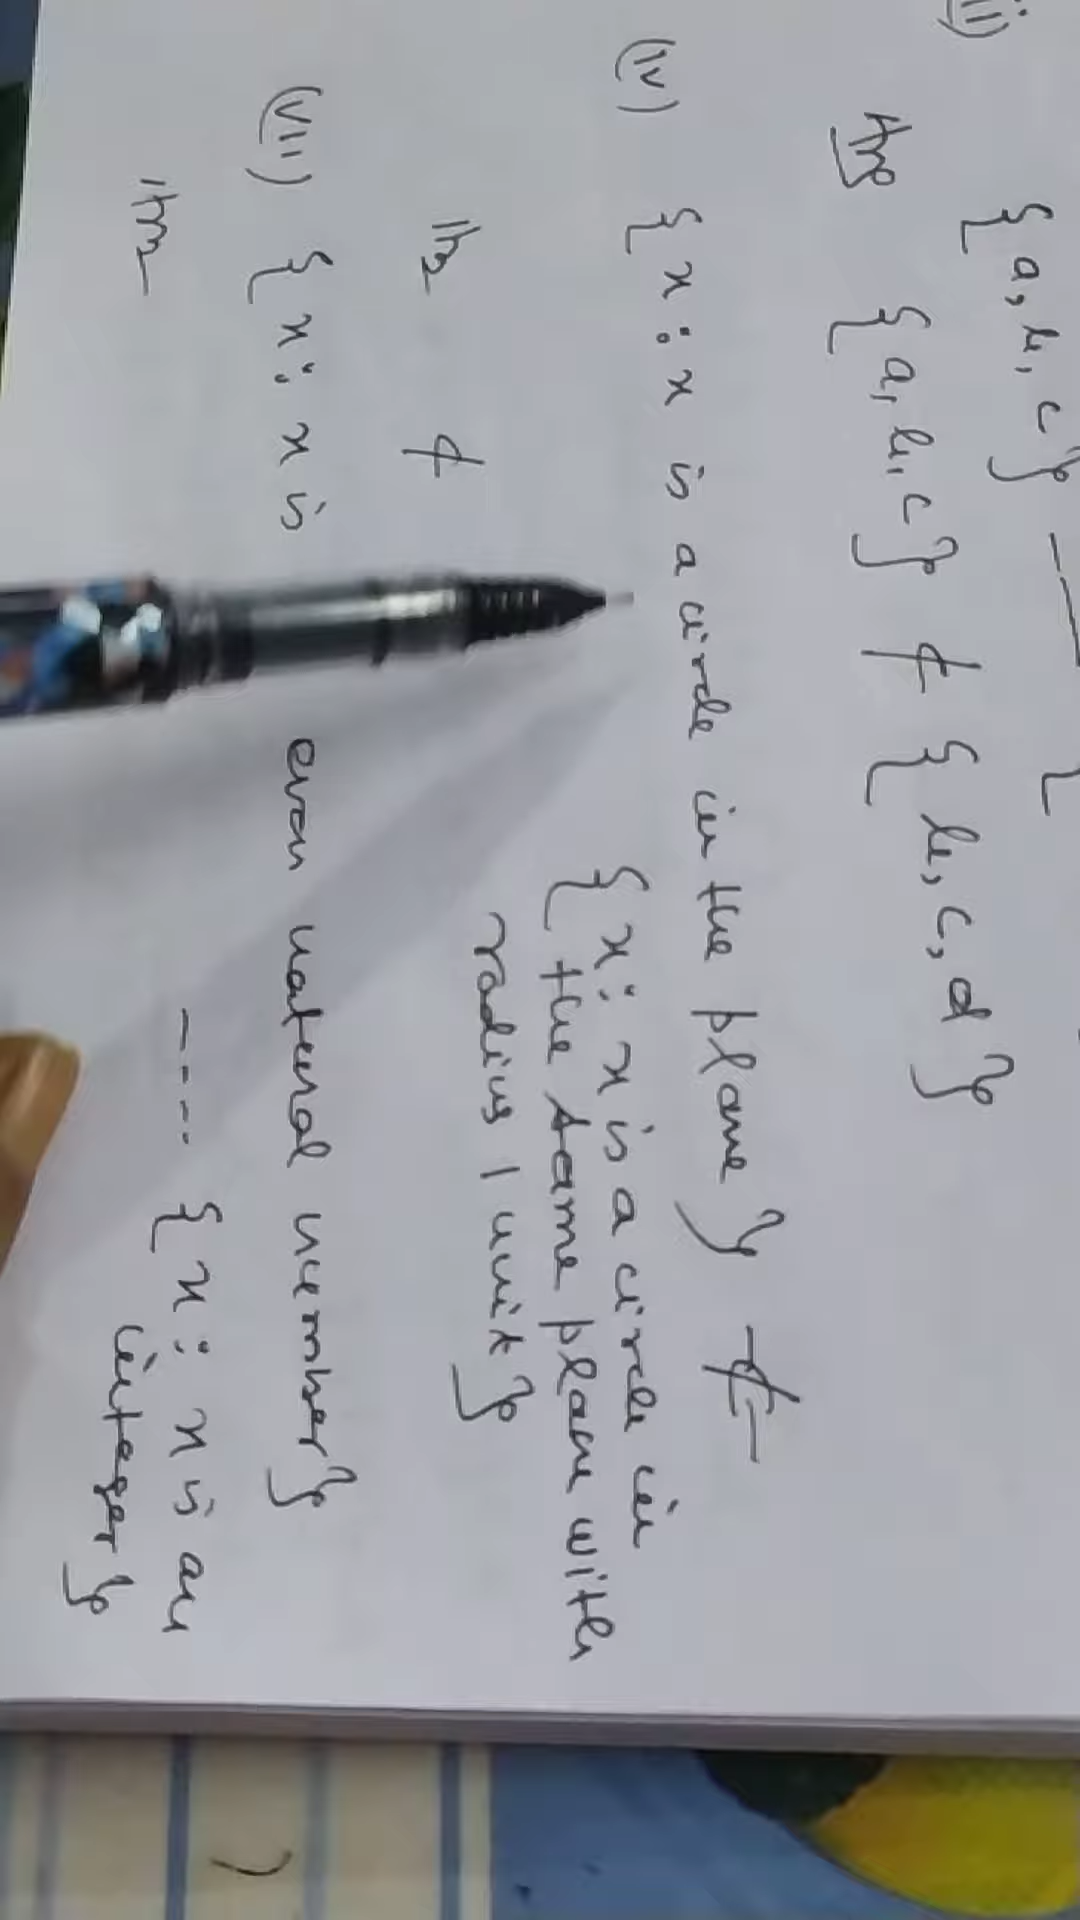 ii)
{a, b, c} — {
Ans {a, b, c} ⊄ {b, c, d}
(iv) {x : x is a circle in the plane} ⊄
{x : x is a circle in
the same plane with
radius 1 unit}
Ans ⊄
(vii) {x : x is even natural number}
Ans ---- {x : x is an
integer}